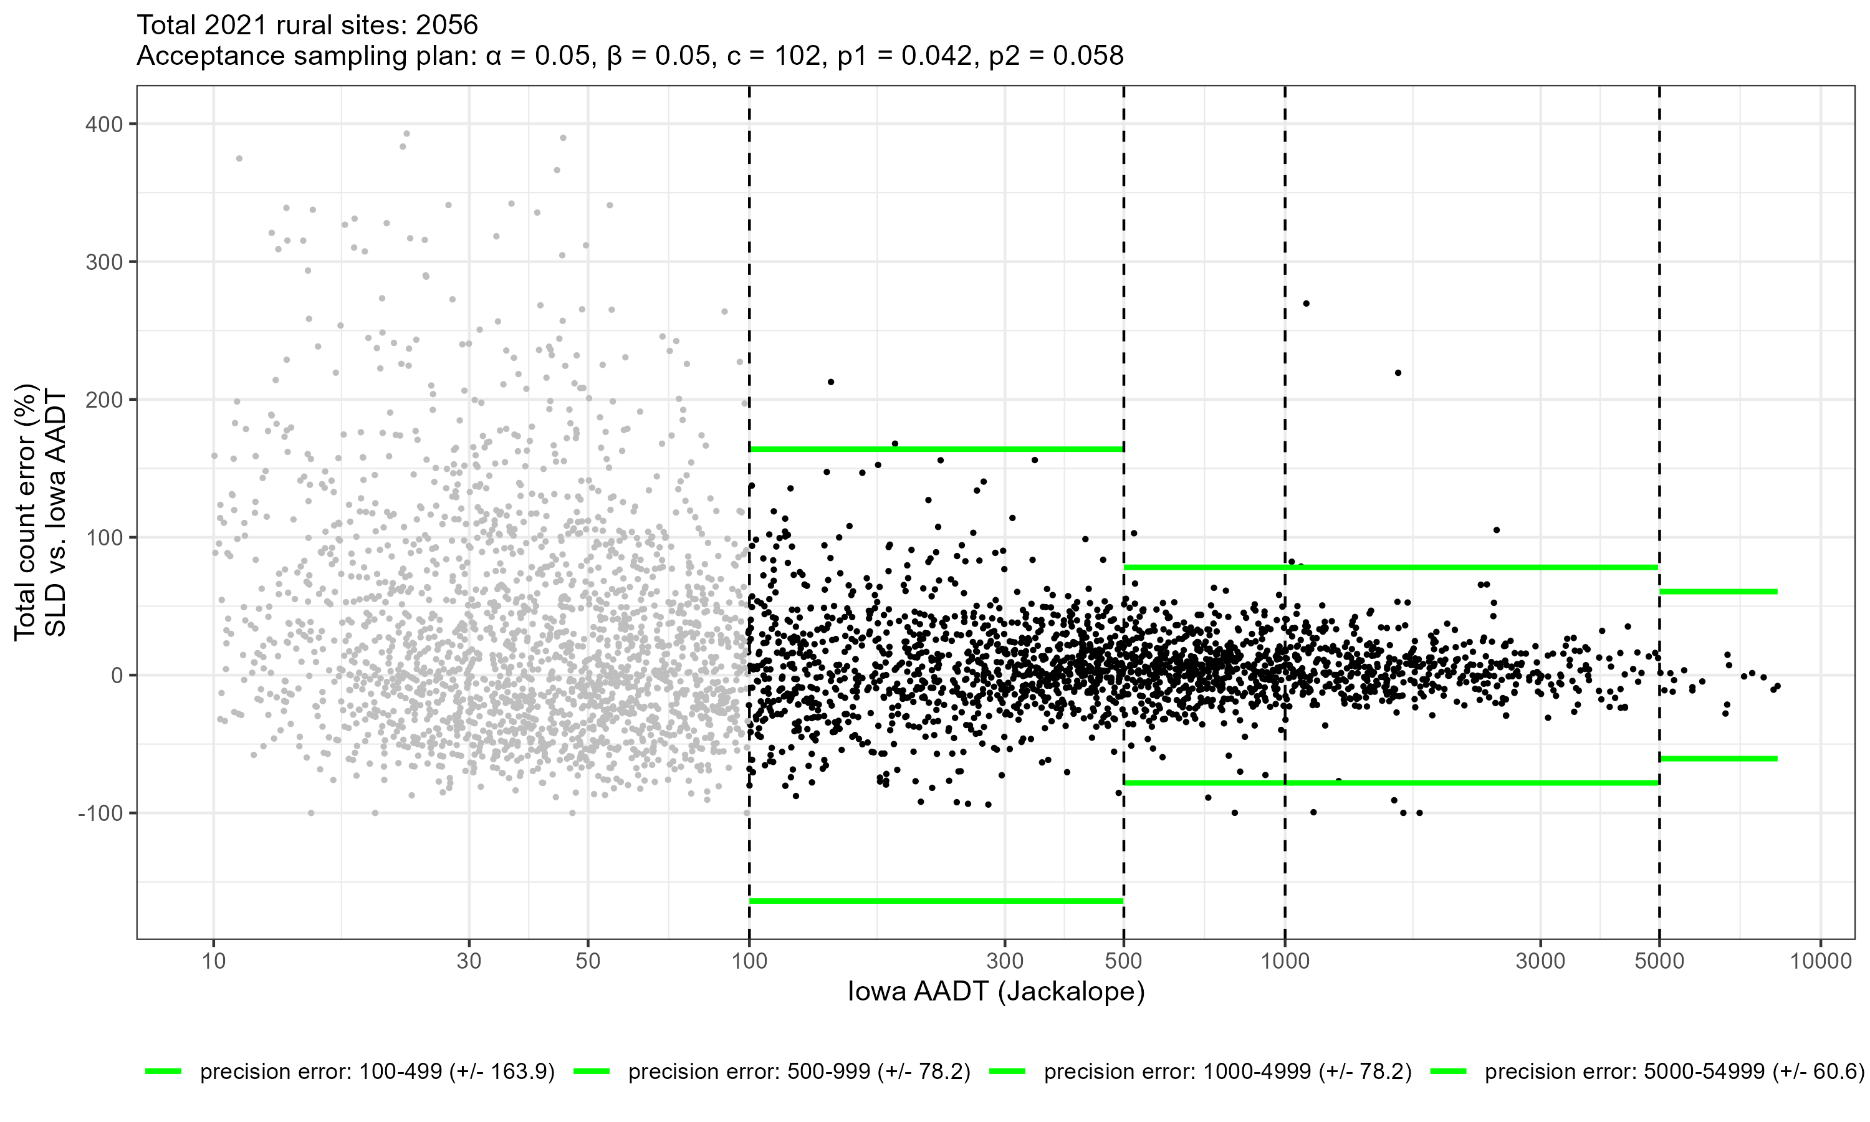 Total 2021 rural sites: 2056
Acceptance sampling plan: α = 0.05, β = 0.05, c = 102, p1 = 0.042, p2 = 0.058
Total count error (%)
SLD vs. Iowa AADT
400
300
200
100
0
-100
10
30
50
100
300
500
1000
3000
5000
10000
Iowa AADT (Jackalope)
precision error: 100-499 (+/- 163.9)
precision error: 500-999 (+/- 78.2)
precision error: 1000-4999 (+/- 78.2)
precision error: 5000-54999 (+/- 60.6)